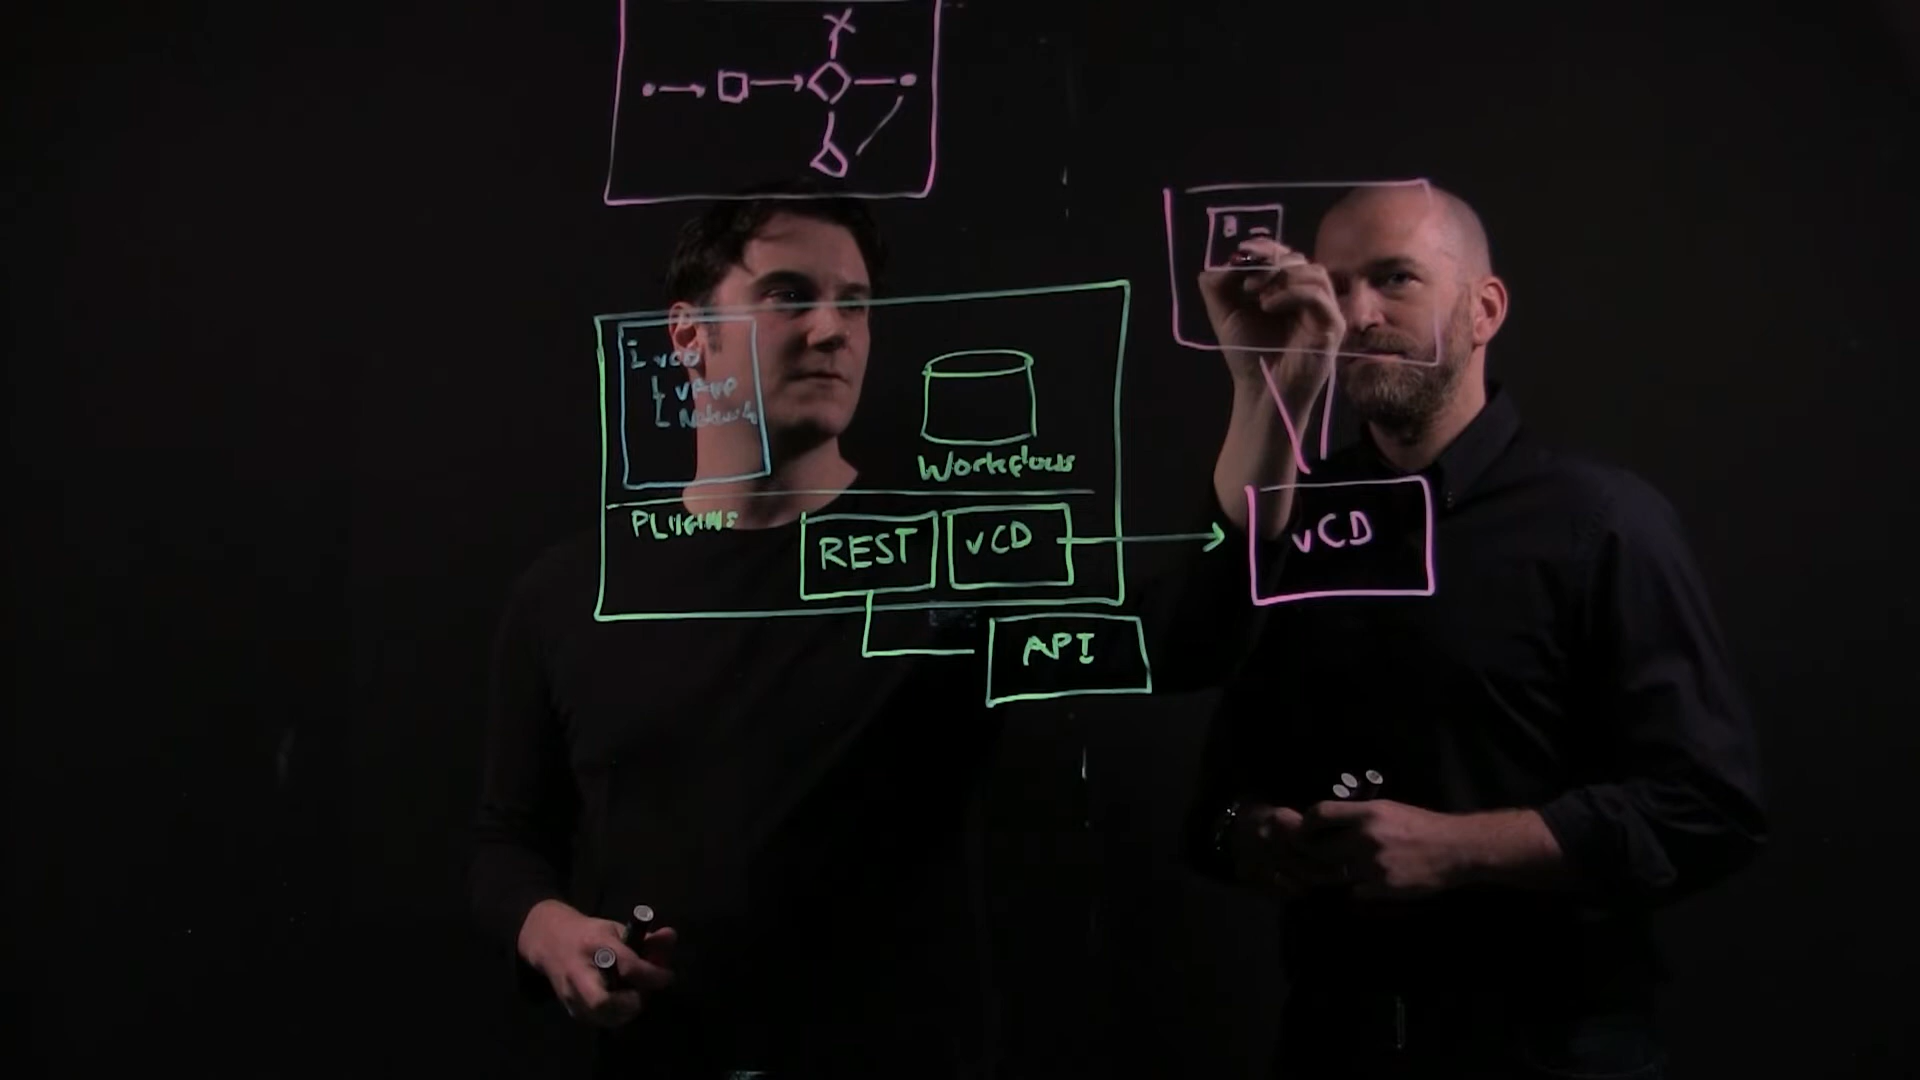 vCD
vApp
Network
Workflows
PLUGINS
REST
vCD
vCD
API